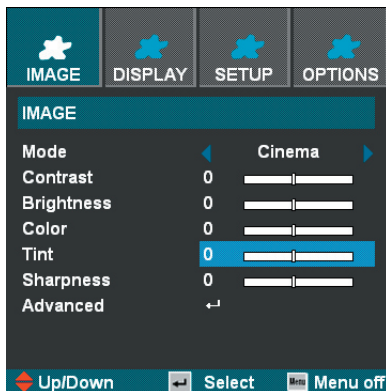 IMAGE DISPLAY SETUP OPTIONS
IMAGE
Mode Cinema
Contrast 0
Brightness 0
Color 0
Tint 0
Sharpness 0
Advanced
Up/Down Select Menu Menu off